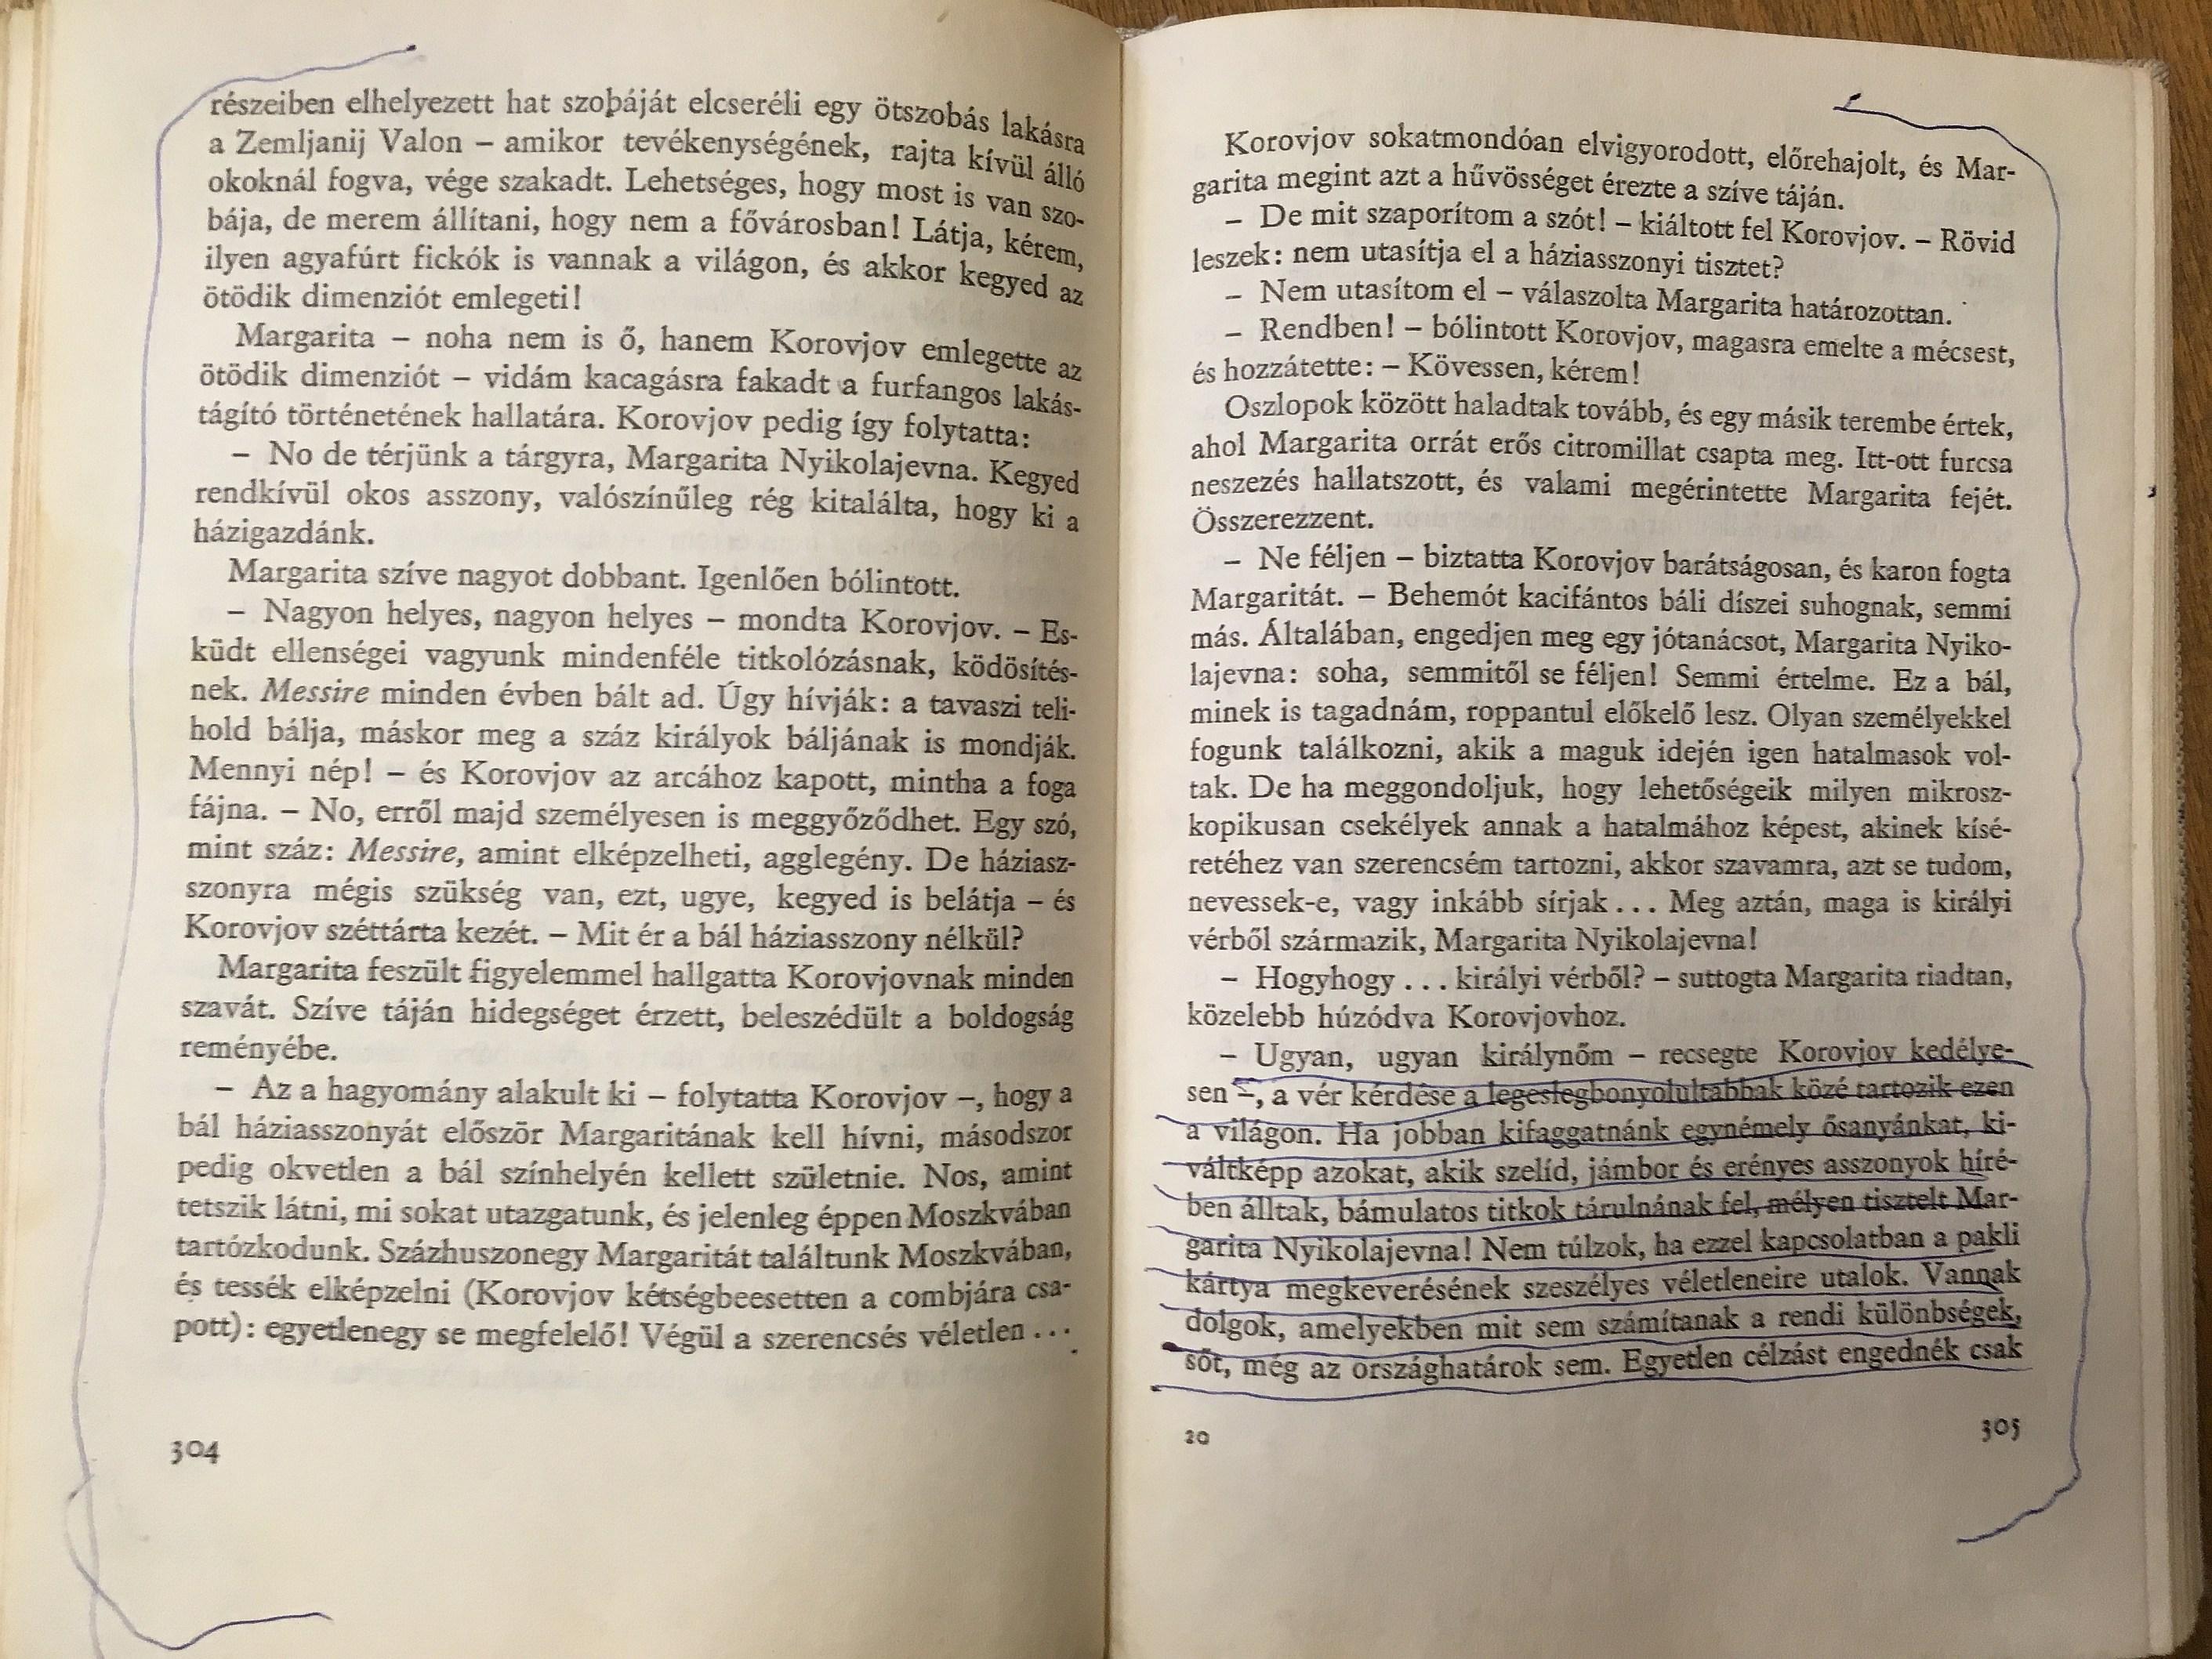 részeiben elhelyezett hat szobáját elcseréli egy ötszobás lakásra
a Zemljanij Valon – amikor tevékenységének, rajta kívül álló
okoknál fogva, vége szakadt. Lehetséges, hogy most is van szo-
bája, de merem állítani, hogy nem a fővárosban! Látja, kérem,
ilyen agyafúrt fickók is vannak a világon, és akkor kegyed az
ötödik dimenziót emlegeti!
Margarita – noha nem is ő, hanem Korovjov emlegette az
ötödik dimenziót – vidám kacagásra fakadt a furfangos lakás-
tágító történetének hallatára. Korovjov pedig így folytatta:
– No de térjünk a tárgyra, Margarita Nyikolajevna. Kegyed
rendkívül okos asszony, valószínűleg rég kitalálta, hogy ki a
házigazdánk.
Margarita szíve nagyot dobbant. Igenlően bólintott.
– Nagyon helyes, nagyon helyes – mondta Korovjov. – Es-
küdt ellenségei vagyunk mindenféle titkolózásnak, ködösítés-
nek. Messire minden évben bált ad. Úgy hívják: a tavaszi teli-
hold bálja, máskor meg a száz királyok báljának is mondják.
Mennyi nép! – és Korovjov az arcához kapott, mintha a foga
fájna. – No, erről majd személyesen is meggyőződhet. Egy szó,
mint száz: Messire, amint elképzelheti, agglegény. De háziasz-
szonyra mégis szükség van, ezt, ugye, kegyed is belátja – és
Korovjov széttárta kezét. – Mit ér a bál háziasszony nélkül?
Margarita feszült figyelemmel hallgatta Korovjovnak minden
szavát. Szíve táján hidegséget érzett, beleszédült a boldogság
reményébe.
– Az a hagyomány alakult ki – folytatta Korovjov –, hogy a
bál háziasszonyát először Margaritának kell hívni, másodszor
pedig okvetlen a bál színhelyén kellett születnie. Nos, amint
tetszik látni, mi sokat utazgatunk, és jelenleg éppen Moszkvában
tartózkodunk. Százhuszonegy Margaritát találtunk Moszkvában,
és tessék elképzelni (Korovjov kétségbeesetten a combjára csa-
pott): egyetlenegy se megfelelő! Végül a szerencsés véletlen ...
304
Korovjov sokatmondóan elvigyorodott, előrehajolt, és Mar-
garita megint azt a hűvösséget érezte a szíve táján.
– De mit szaporítom a szót! – kiáltott fel Korovjov. – Rövid
leszek: nem utasítja el a háziasszonyi tisztet?
– Nem utasítom el – válaszolta Margarita határozottan.
– Rendben! – bólintott Korovjov, magasra emelte a mécsest,
és hozzátette: – Kövessen, kérem!
Oszlopok között haladtak tovább, és egy másik terembe értek,
ahol Margarita orrát erős citromillat csapta meg. Itt-ott furcsa
neszezés hallatszott, és valami megérintette Margarita fejét.
Összerezzent.
– Ne féljen – biztatta Korovjov barátságosan, és karon fogta
Margaritát. – Behemót kacifántos báli díszei suhognak, semmi
más. Általában, engedjen meg egy jótanácsot, Margarita Nyiko-
lajevna: soha, semmitől se féljen! Semmi értelme. Ez a bál,
minek is tagadnám, roppantul előkelő lesz. Olyan személyekkel
fogunk találkozni, akik a maguk idején igen hatalmasok vol-
tak. De ha meggondoljuk, hogy lehetőségeik milyen mikrosz-
kopikusan csekélyek annak a hatalmához képest, akinek kísé-
retéhez van szerencsém tartozni, akkor szavamra, azt se tudom,
nevessek-e, vagy inkább sírjak ... Meg aztán, maga is királyi
vérből származik, Margarita Nyikolajevna!
– Hogyhogy ... királyi vérből? – suttogta Margarita riadtan,
közelebb húzódva Korovjovhoz.
– Ugyan, ugyan királynőm – recsegte Korovjov kedélye-
sen –, a vér kérdése a legeslegbonyolultabbak közé tartozik ezen
a világon. Ha jobban kifaggatnánk egynémely ősanyánkat, ki-
váltképp azokat, akik szelíd, jámbor és erényes asszonyok híré-
ben álltak, bámulatos titkok tárulnának fel, mélyen tisztelt Mar-
garita Nyikolajevna! Nem túlzok, ha ezzel kapcsolatban a pakli
kártya megkeverésének szeszélyes véletleneire utalok. Vannak
dolgok, amelyekben mit sem számítanak a rendi különbségek,
sőt, még az országhatárok sem. Egyetlen célzást engednék csak
20
305